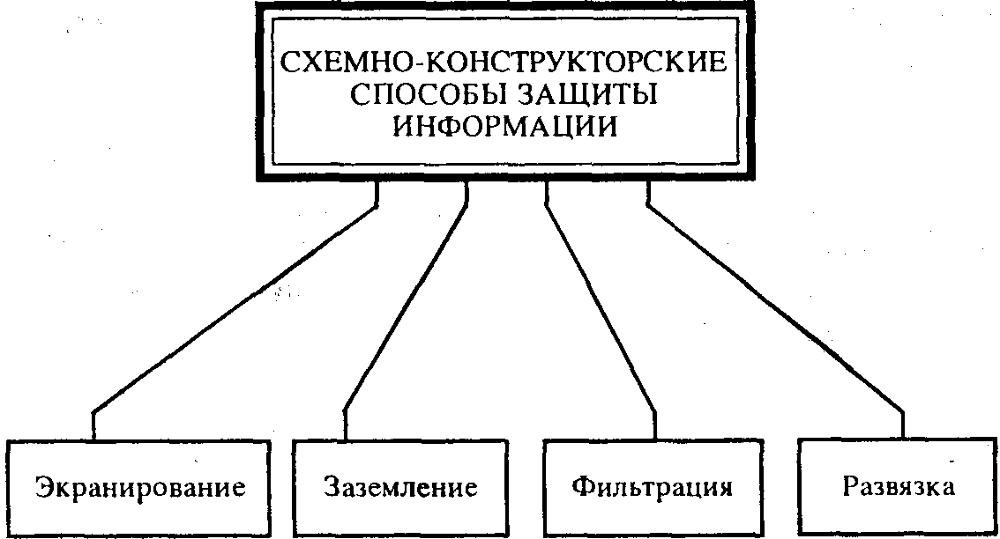 СХЕМНО-КОНСТРУКТОРСКИЕ
СПОСОБЫ ЗАЩИТЫ
ИНФОРМАЦИИ
Экранирование
Заземление
Фильтрация
Развязка